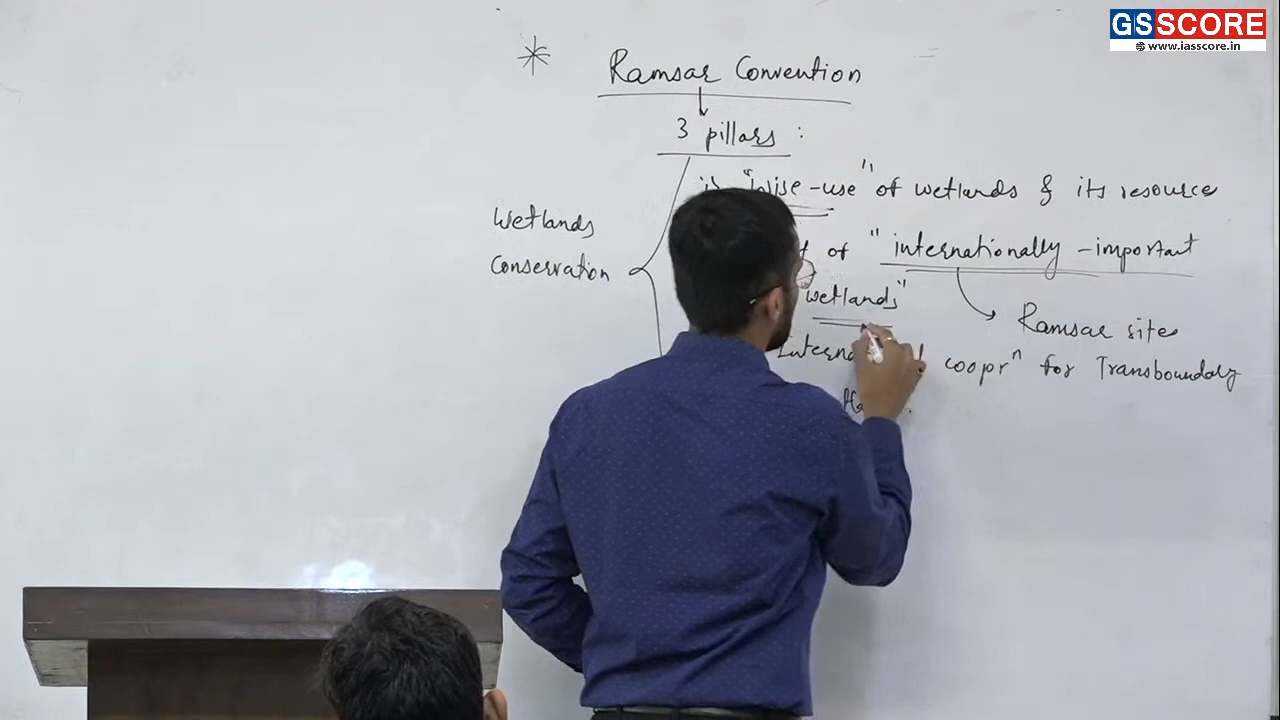 GSSCORE
www.iasscore.in
* Ramsar Convention
3 pillars :
"wise-use" of wetlands & its resource
Wetlands
Conservation
of "internationally-important
wetlands"
Ramsar site
coopr^n for Transboundary